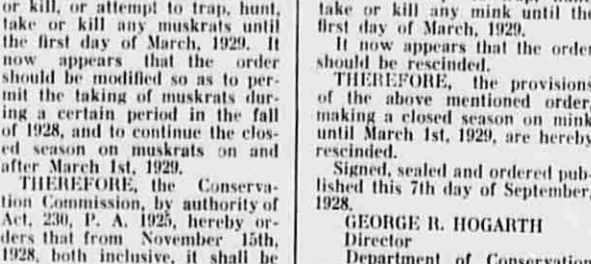 or kill, or attempt to trap, hunt,
take or kill any muskrats until
the first day of March, 1929. It
now appears that the order
should be modified so as to per-
mit the taking of muskrats dur-
ing a certain period in the fall
of 1928, and to continue the clos-
ed season on muskrats on and
after March 1st, 1929.
THEREFORE, the Conserva-
tion Commission, by authority of
Act, 230, P. A. 1925, hereby or-
ders that from November 15th,
1928, both inclusive, it shall be
take or kill any mink until the
first day of March, 1929.
It now appears that the order
should be rescinded.
THEREFORE, the provisions
of the above mentioned order,
making a closed season on mink
until March 1st, 1929, are hereby
rescinded.
Signed, sealed and ordered pub-
lished this 7th day of September,
1928.
GEORGE R. HOGARTH
Director
Department of Conservation